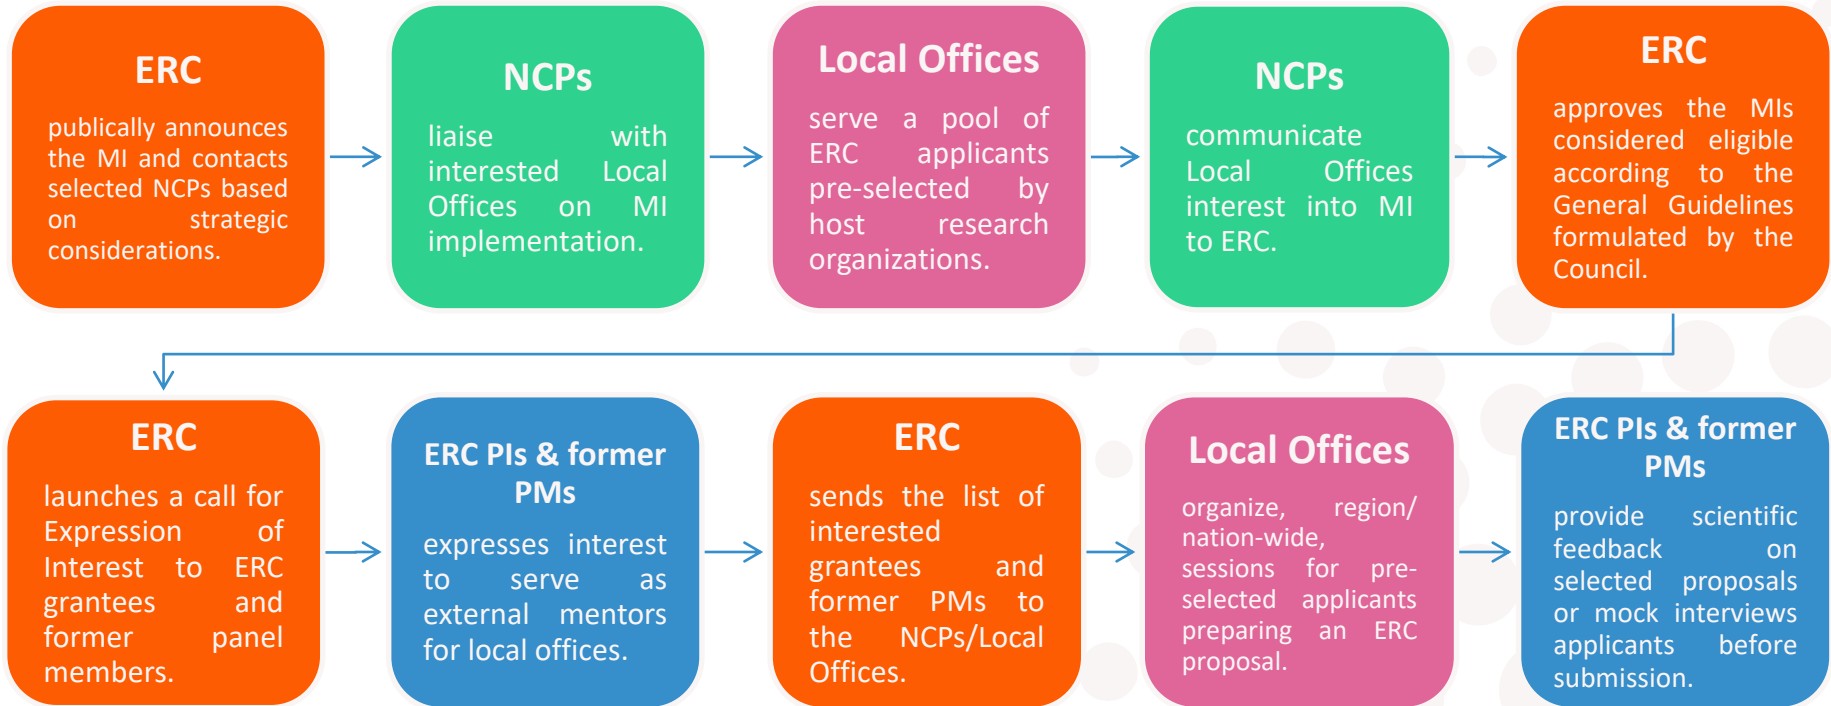 ERC
publically announces
the MI and contacts
selected NCPs based
on strategic
considerations.
NCPs
liaise with
interested Local
Offices on MI
implementation.
Local Offices
serve a pool of
ERC applicants
pre-selected by
host research
organizations.
NCPs
communicate
Local Offices
interest into MI
to ERC.
ERC
approves the MIs
considered eligible
according to the
General Guidelines
formulated by the
Council.
ERC
launches a call for
Expression of
Interest to ERC
grantees and
former panel
members.
ERC PIs & former
PMs
expresses interest
to serve as
external mentors
for local offices.
ERC
sends the list of
interested
grantees and
former PMs to
the NCPs/Local
Offices.
Local Offices
organize, region/
nation-wide,
sessions for pre-
selected applicants
preparing an ERC
proposal.
ERC PIs & former
PMs
provide scientific
feedback on
selected proposals
or mock interviews
applicants before
submission.